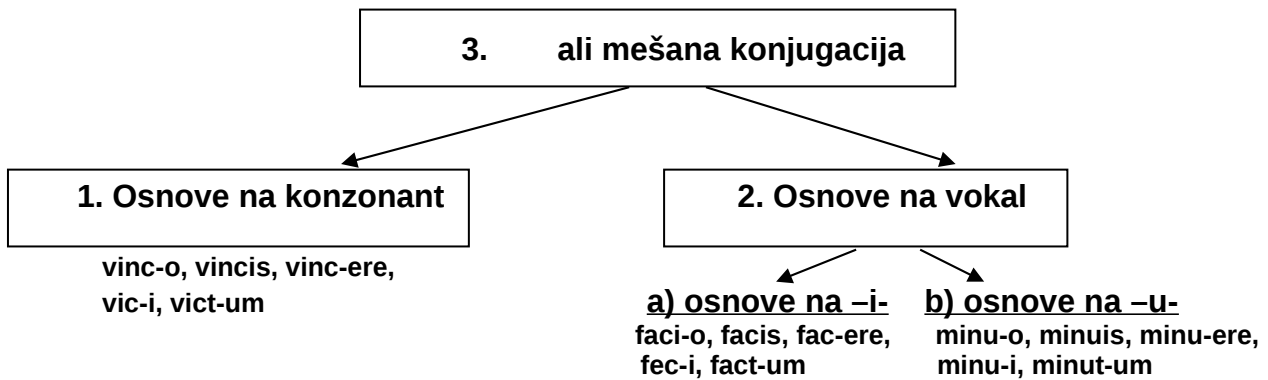 3. ali mešana konjugacija
1. Osnove na konzonant
vinc-o, vincis, vinc-ere,
vic-i, vict-um
2. Osnove na vokal
a) osnove na –i-
faci-o, facis, fac-ere,
fec-i, fact-um
b) osnove na –u-
minu-o, minuis, minu-ere,
minu-i, minut-um